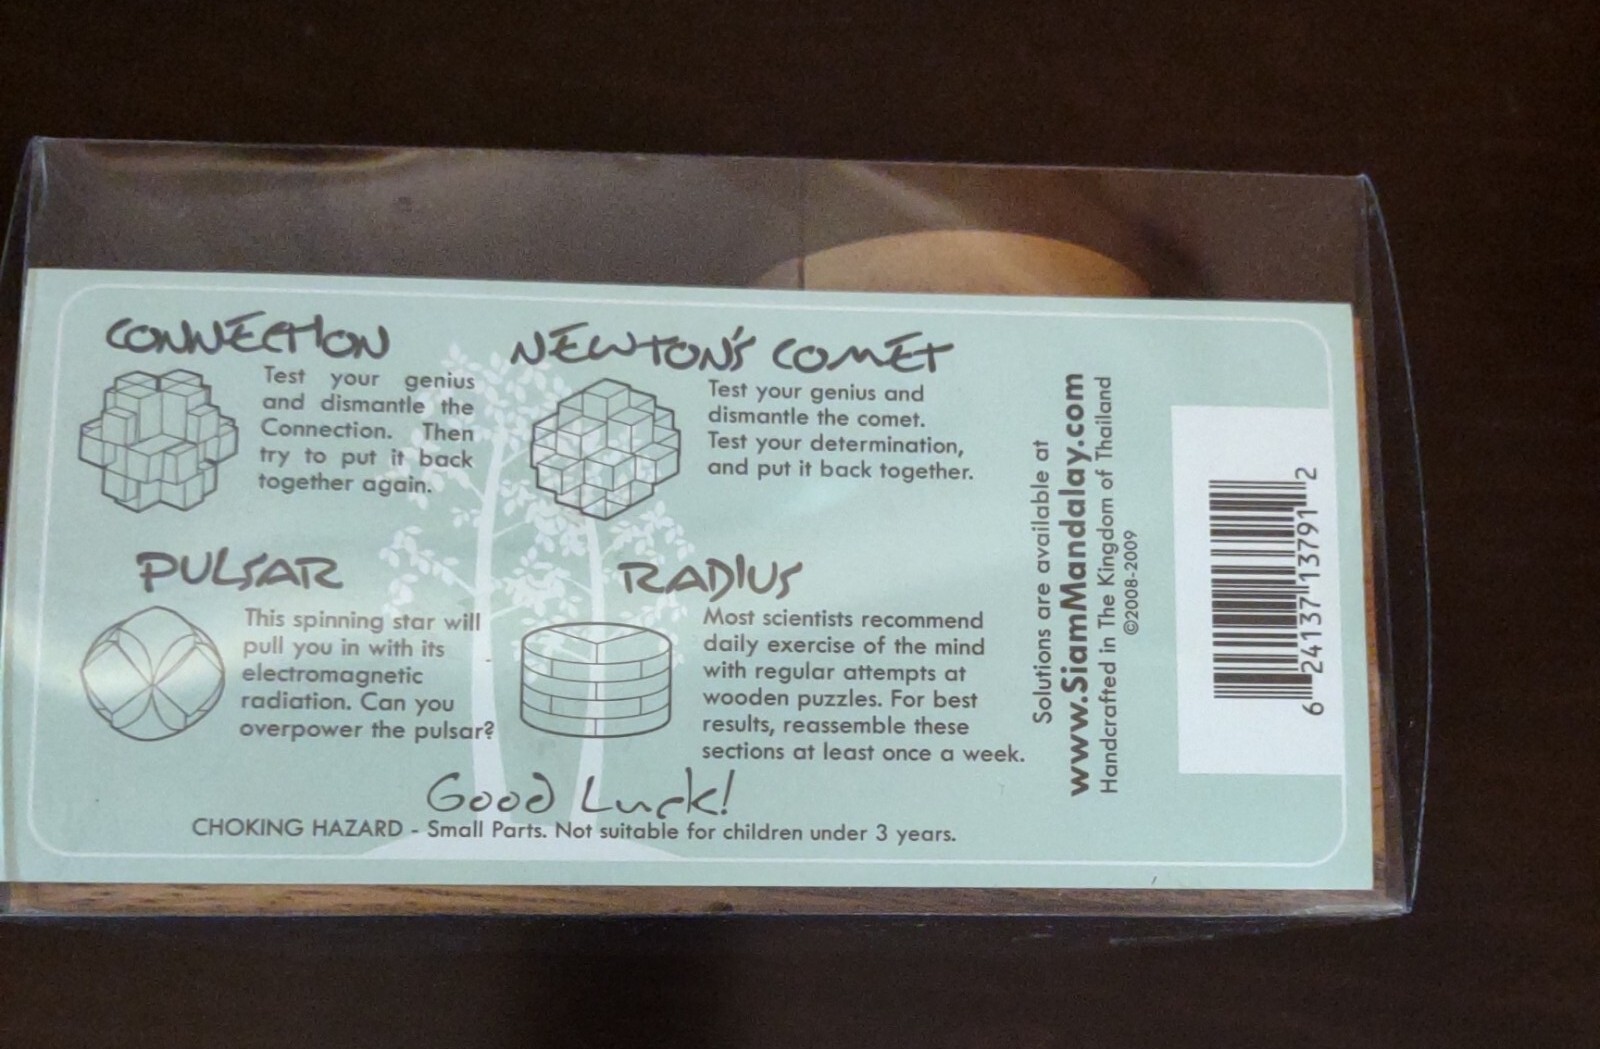 CONNECTION
Test your genius
and dismantle the
Connection. Then
try to put it back
together again.
NEWTON'S COMET
Test your genius and
dismantle the comet.
Test your determination,
and put it back together.
PULSAR
This spinning star will
pull you in with its
electromagnetic
radiation. Can you
overpower the pulsar?
RADIUS
Most scientists recommend
daily exercise of the mind
with regular attempts at
wooden puzzles. For best
results, reassemble these
sections at least once a week.
Good Luck!
CHOKING HAZARD - Small Parts. Not suitable for children under 3 years.
Solutions are available at
www.SiamMandalay.com
Handcrafted in The Kingdom of Thailand
©2008-2009
6 24137 13791 2